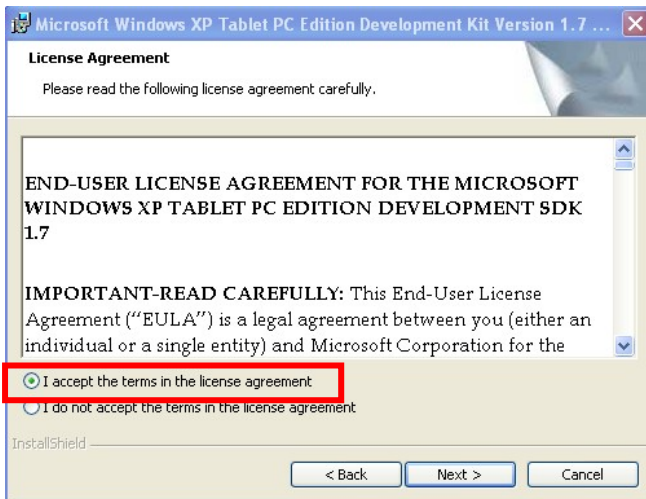 Microsoft Windows XP Tablet PC Edition Development Kit Version 1.7 ...
License Agreement
Please read the following license agreement carefully.
END-USER LICENSE AGREEMENT FOR THE MICROSOFT
WINDOWS XP TABLET PC EDITION DEVELOPMENT SDK
1.7
IMPORTANT-READ CAREFULLY: This End-User License
Agreement ("EULA") is a legal agreement between you (either an
individual or a single entity) and Microsoft Corporation for the
I accept the terms in the license agreement
I do not accept the terms in the license agreement
InstallShield
< Back Next > Cancel